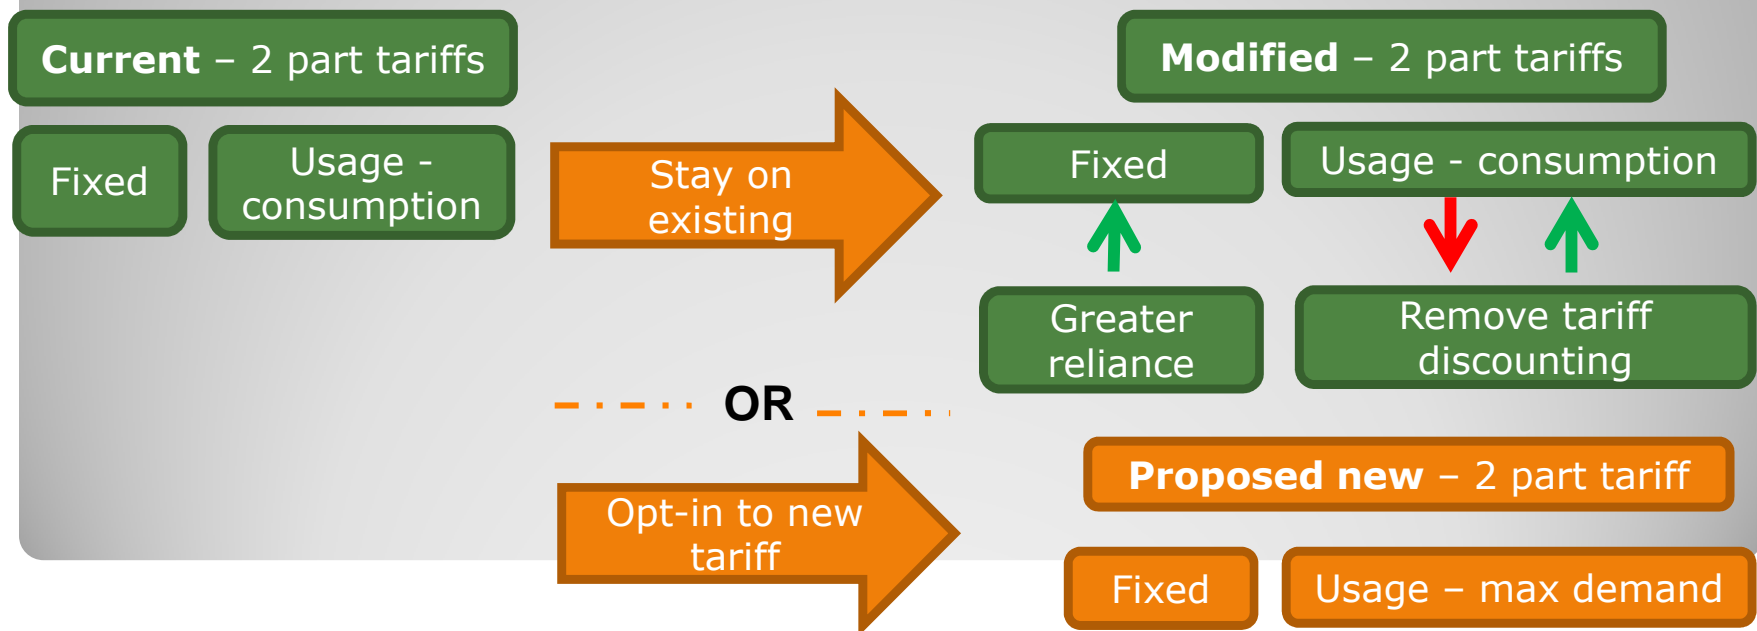 Current – 2 part tariffs
Fixed
Usage -
consumption
Stay on
existing
Modified – 2 part tariffs
Fixed
Usage - consumption
Greater
reliance
Remove tariff
discounting
OR
Opt-in to new
tariff
Proposed new – 2 part tariff
Fixed
Usage – max demand